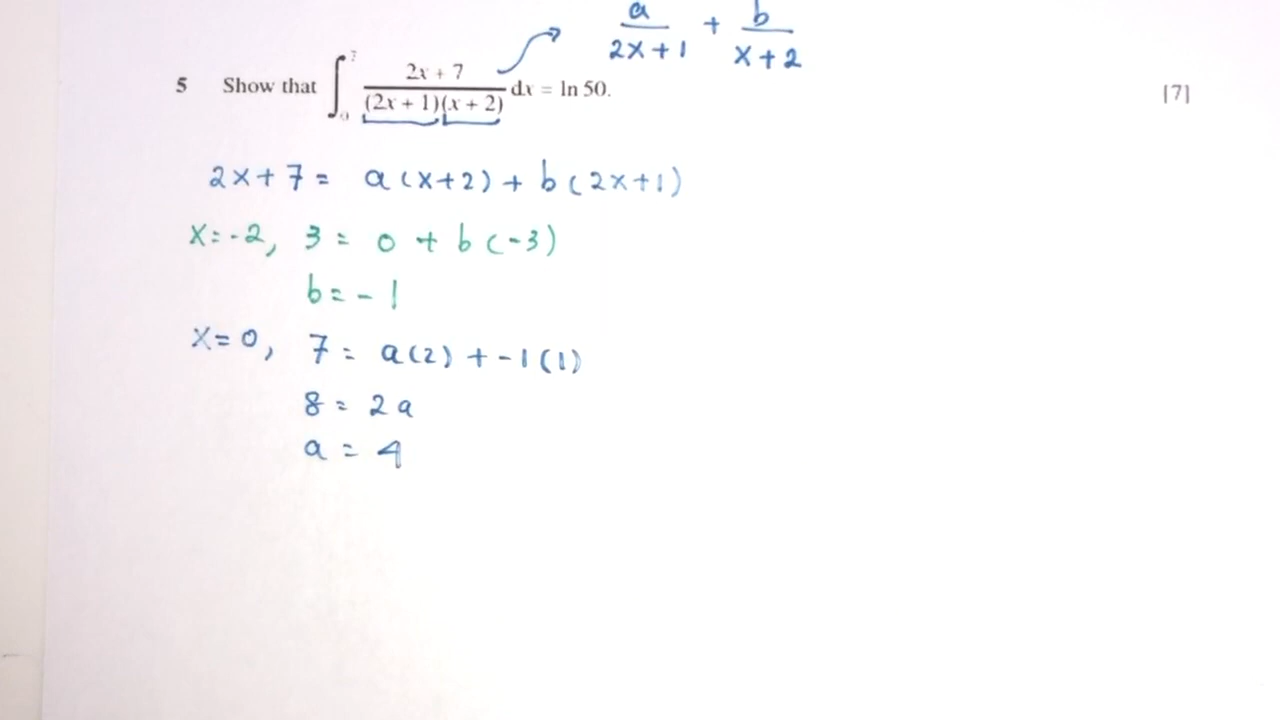 a/(2x+1) + b/(x+2)
5 Show that ∫₀⁷ (2x + 7)/((2x + 1)(x + 2)) dx = ln 50. [7]
2x+7 = a(x+2) + b(2x+1)
x=-2, 3 = 0 + b(-3)
b = -1
x=0, 7 = a(2) + -1(1)
8 = 2a
a = 4